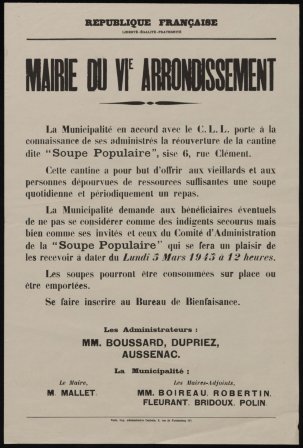 REPUBLIQUE FRANÇAISE
LIBERTÉ-ÉGALITÉ-FRATERNITÉ
MAIRIE DU VIE ARRONDISSEMENT
La Municipalité en accord avec le C. L. L. porte à la
connaissance de ses administrés la réouverture de la cantine
dite "Soupe Populaire", sise 6, rue Clément.
Cette cantine a pour but d'offrir aux vieillards et aux
personnes dépourvues de ressources suffisantes une soupe
quotidienne et périodiquement un repas.
La Municipalité demande aux bénéficiaires éventuels
de ne pas se considérer comme des indigents secourus mais
bien comme ses invités et ceux du Comité d'Administration
de la "Soupe Populaire" qui se fera un plaisir de
les recevoir à dater du Lundi 5 Mars 1945 à 12 heures.
Les soupes pourront être consommées sur place ou
être emportées.
Se faire inscrire au Bureau de Bienfaisance.
Les Administrateurs :
MM. BOUSSARD, DUPRIEZ,
AUSSENAC.
La Municipalité :
Le Maire,
M. MALLET.
Les Maires-Adjoints,
MM. BOIREAU, ROBERTIN,
FLEURANT, BRIDOUX, POLIN.